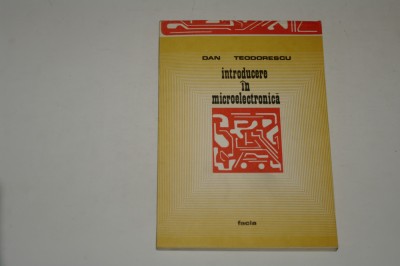 DAN TEODORESCU
introducere
în
microelectronică
facla